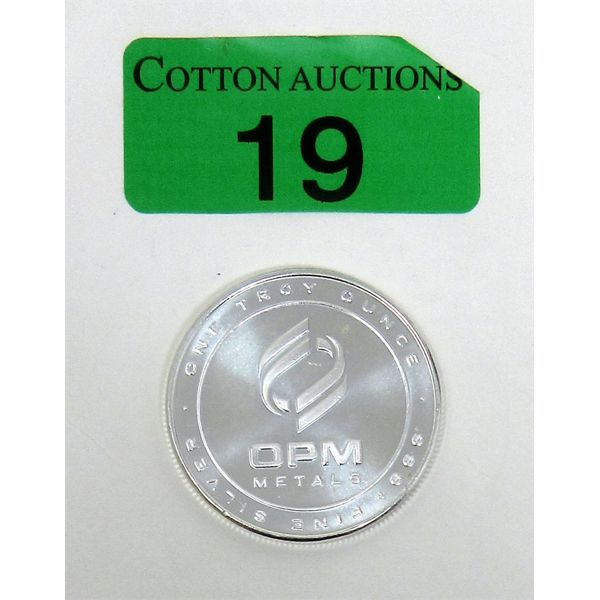 COTTON AUCTIONS
19
ONE TROY OUNCE · .999+ FINE SILVER ·
OPM
METALS